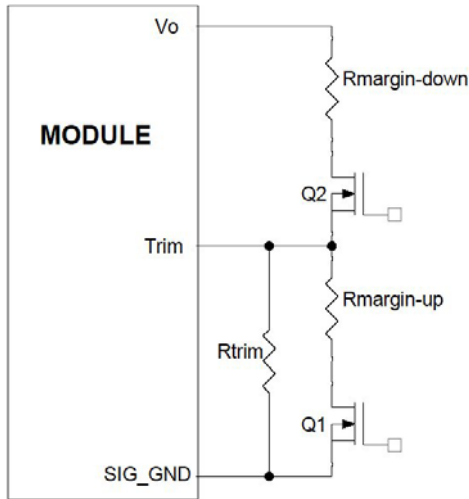 Vo
Rmargin-down
MODULE
Q2
Trim
Rmargin-up
Rtrim
Q1
SIG_GND